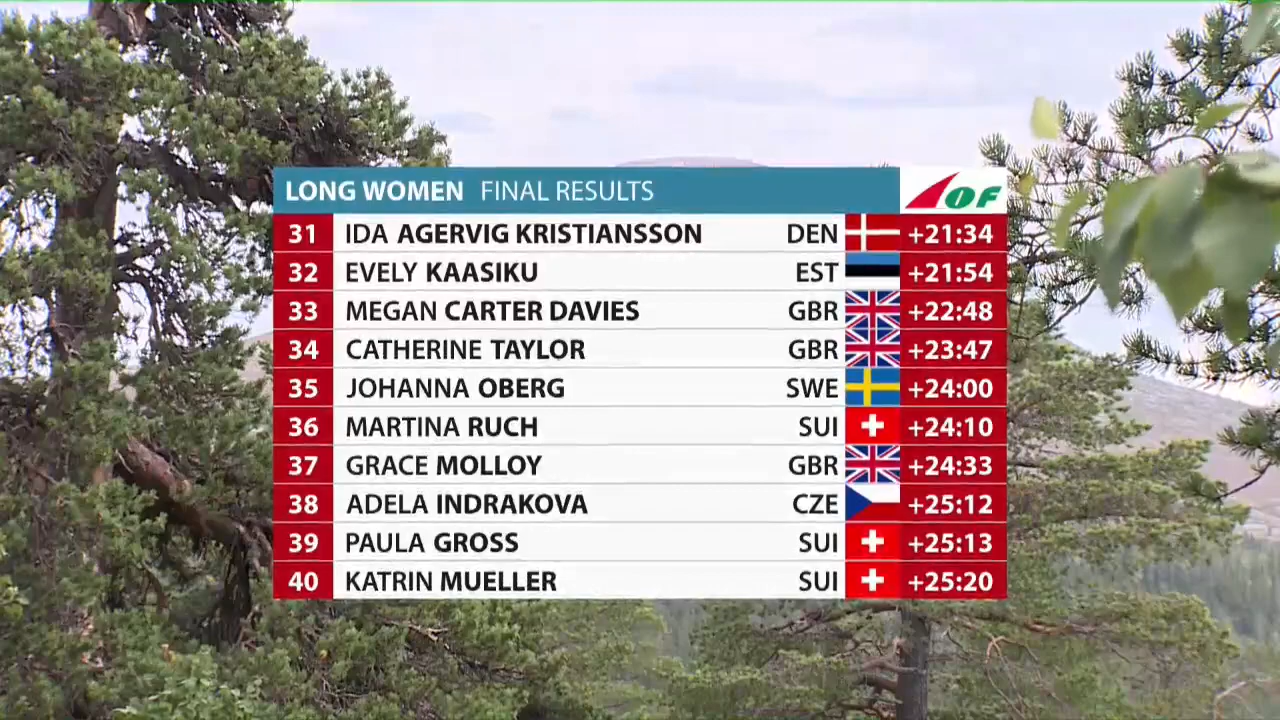 LONG WOMEN FINAL RESULTS IOF
31 IDA AGERVIG KRISTIANSSON DEN +21:34
32 EVELY KAASIKU EST +21:54
33 MEGAN CARTER DAVIES GBR +22:48
34 CATHERINE TAYLOR GBR +23:47
35 JOHANNA OBERG SWE +24:00
36 MARTINA RUCH SUI +24:10
37 GRACE MOLLOY GBR +24:33
38 ADELA INDRAKOVA CZE +25:12
39 PAULA GROSS SUI +25:13
40 KATRIN MUELLER SUI +25:20